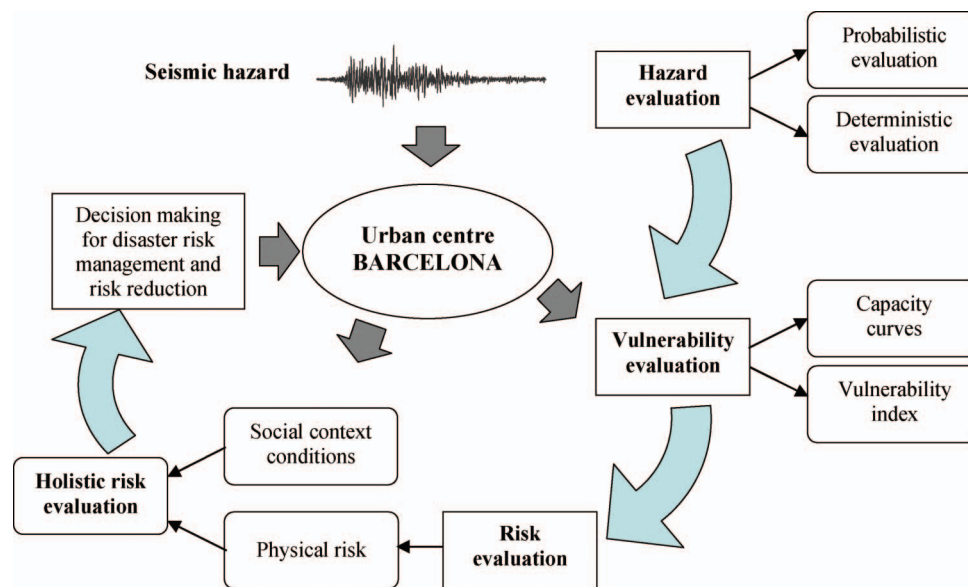 Seismic hazard
Hazard
evaluation
Probabilistic
evaluation
Deterministic
evaluation
Decision making
for disaster risk
management and
risk reduction
Urban centre
BARCELONA
Vulnerability
evaluation
Capacity
curves
Vulnerability
index
Social context
conditions
Holistic risk
evaluation
Physical risk
Risk
evaluation